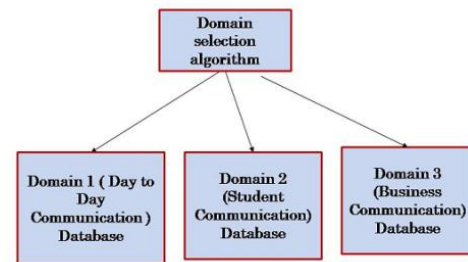 Domain
selection
algorithm
Domain 1 ( Day to
Day
Communication )
Database
Domain 2
(Student
Communication)
Database
Domain 3
(Business
Communication)
Database